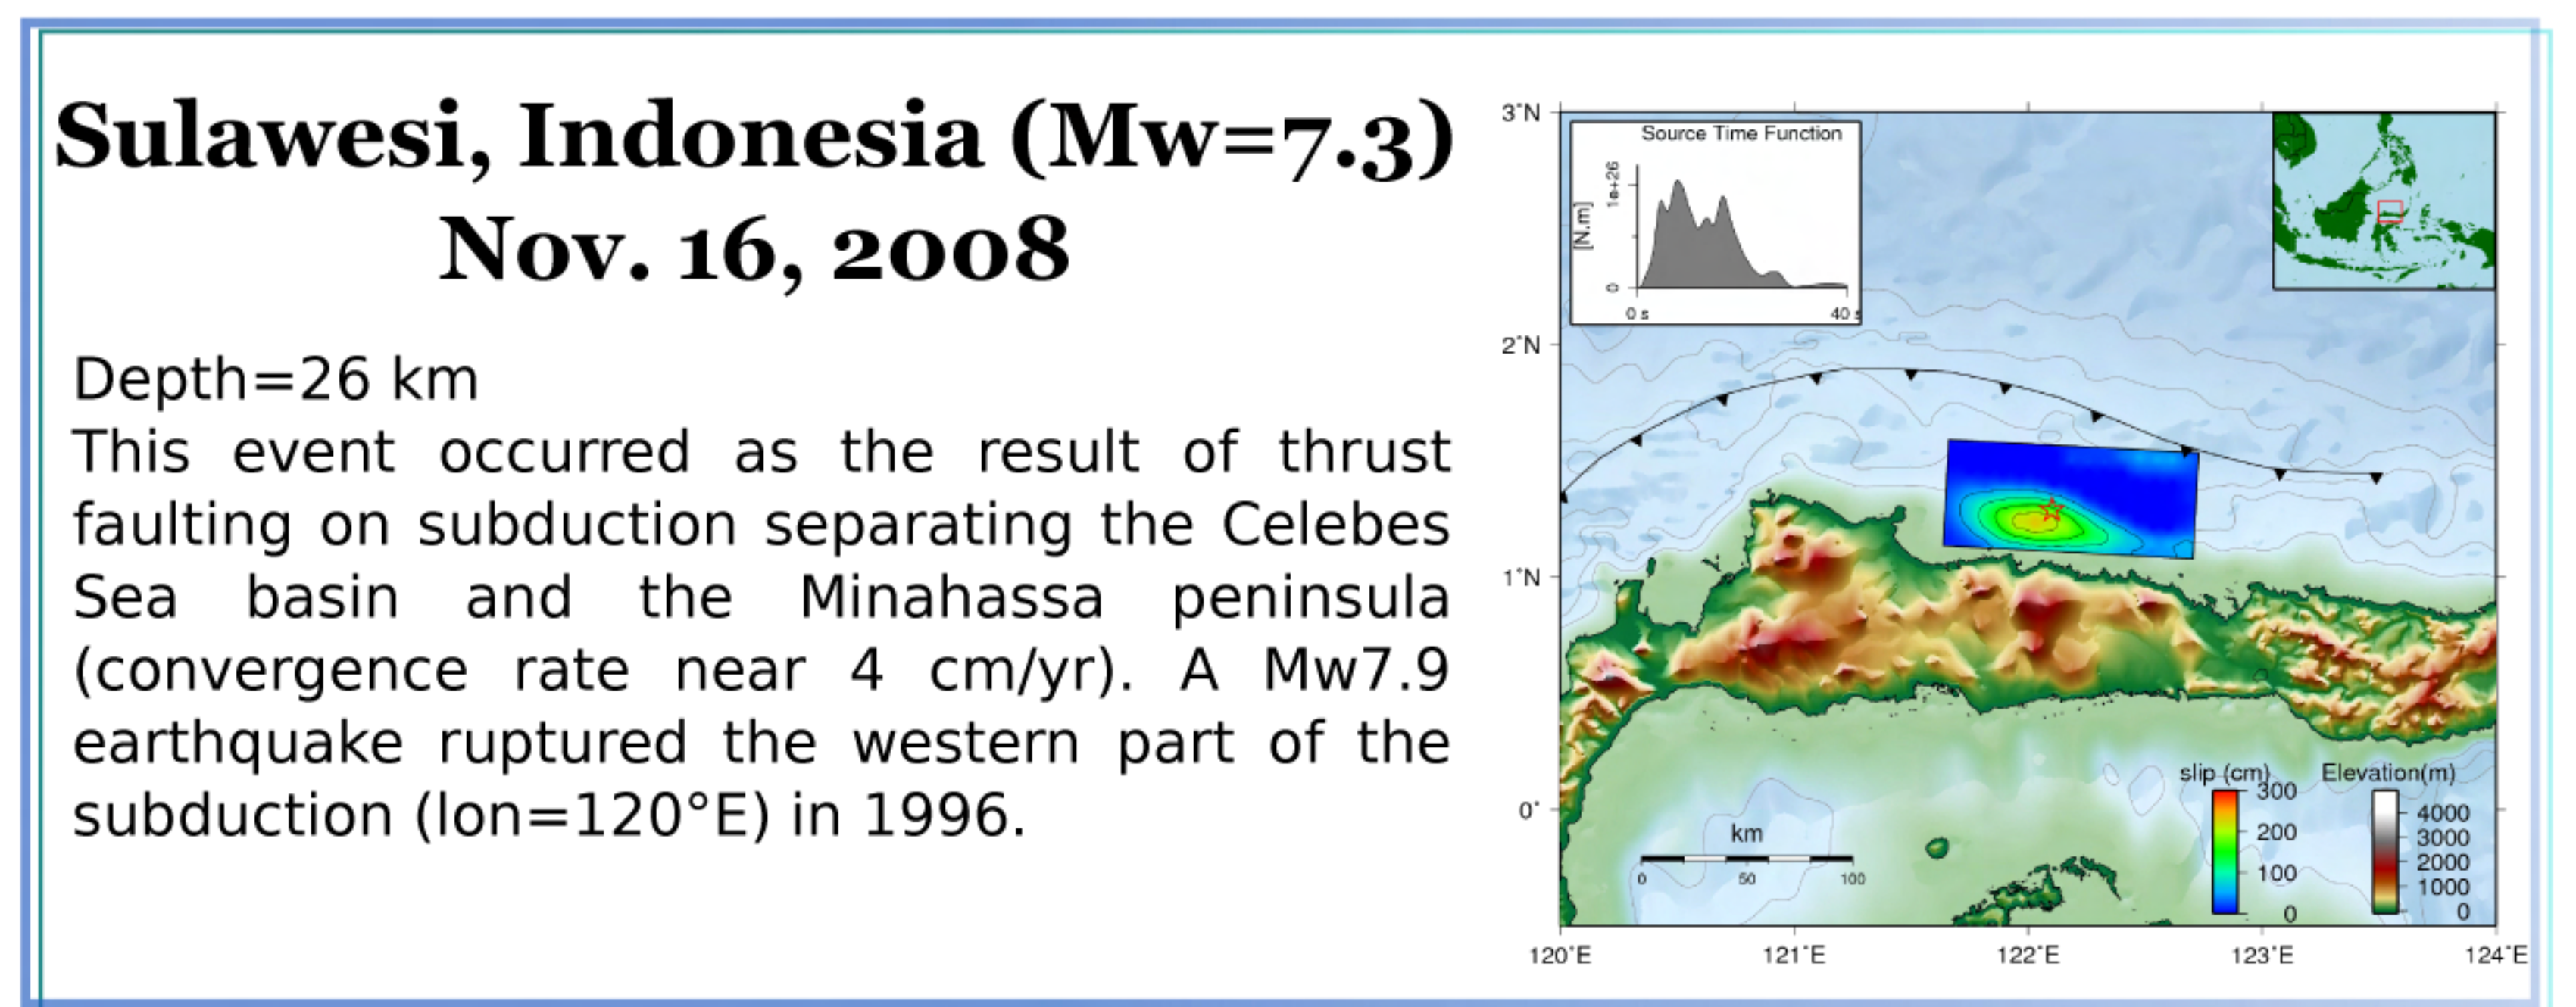 Sulawesi, Indonesia (Mw=7.3)
Nov. 16, 2008
Depth=26 km
This event occurred as the result of thrust
faulting on subduction separating the Celebes
Sea basin and the Minahassa peninsula
(convergence rate near 4 cm/yr). A Mw7.9
earthquake ruptured the western part of the
subduction (lon=120°E) in 1996.
3°N
2°N
1°N
0°
120°E 121°E 122°E 123°E 124°E
Source Time Function
[N.m]
0 1e+26
0 s 40 s
km
0 50 100
slip (cm)
300
200
100
0
Elevation(m)
4000
3000
2000
1000
0